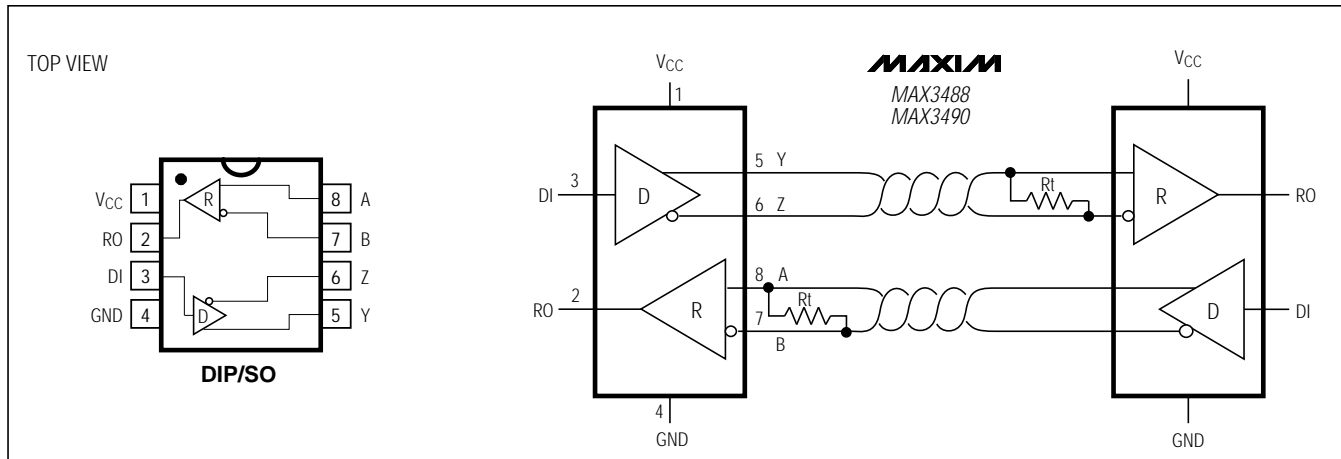 TOP VIEW
VCC 1
RO 2
DI 3
GND 4
8 A
7 B
6 Z
5 Y
R
D
DIP/SO
MAXIM
MAX3488
MAX3490
VCC
1
DI 3
D
5 Y
6 Z
Rt
R
RO
VCC
RO 2
R
8 A
7
B
Rt
D
DI
4
GND
GND